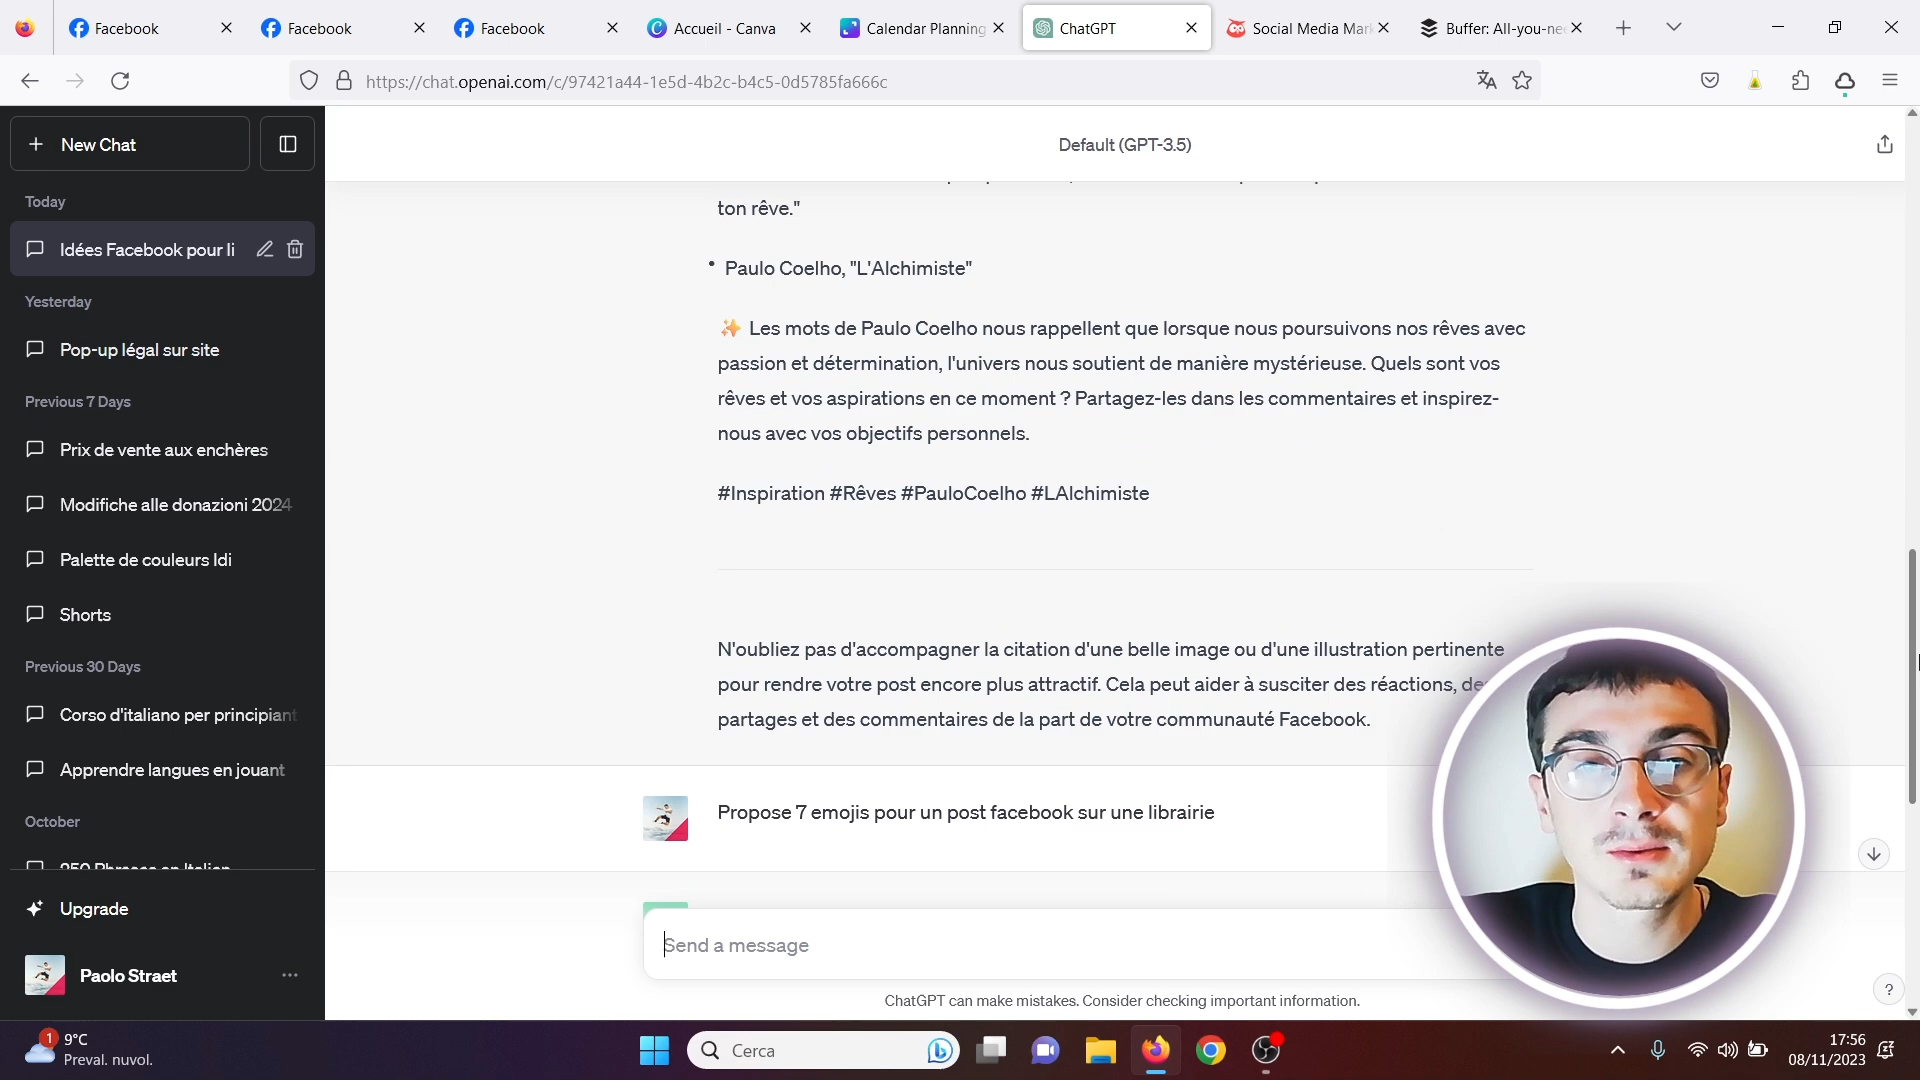 Facebook
Facebook
Facebook
Accueil - Canva
Calendar Planning
ChatGPT
Social Media Mar
Buffer: All-you-ne
https://chat.openai.com/c/97421a44-1e5d-4b2c-b4c5-0d5785fa666c
New Chat
Default (GPT-3.5)
Today
Idées Facebook pour li
Yesterday
Pop-up légal sur site
Previous 7 Days
Prix de vente aux enchères
Modifiche alle donazioni 2024
Palette de couleurs Idi
Shorts
Previous 30 Days
Corso d'italiano per principiant
Apprendre langues en jouant
October
Upgrade
Paolo Straet
ton rêve."
• Paulo Coelho, "L'Alchimiste"
✨ Les mots de Paulo Coelho nous rappellent que lorsque nous poursuivons nos rêves avec
passion et détermination, l'univers nous soutient de manière mystérieuse. Quels sont vos
rêves et vos aspirations en ce moment ? Partagez-les dans les commentaires et inspirez-
nous avec vos objectifs personnels.
#Inspiration #Rêves #PauloCoelho #LAlchimiste
N'oubliez pas d'accompagner la citation d'une belle image ou d'une illustration pertinente
pour rendre votre post encore plus attractif. Cela peut aider à susciter des réactions, de
partages et des commentaires de la part de votre communauté Facebook.
Propose 7 emojis pour un post facebook sur une librairie
Send a message
ChatGPT can make mistakes. Consider checking important information.
?
1
9°C
Preval. nuvol.
Cerca
17:56
08/11/2023